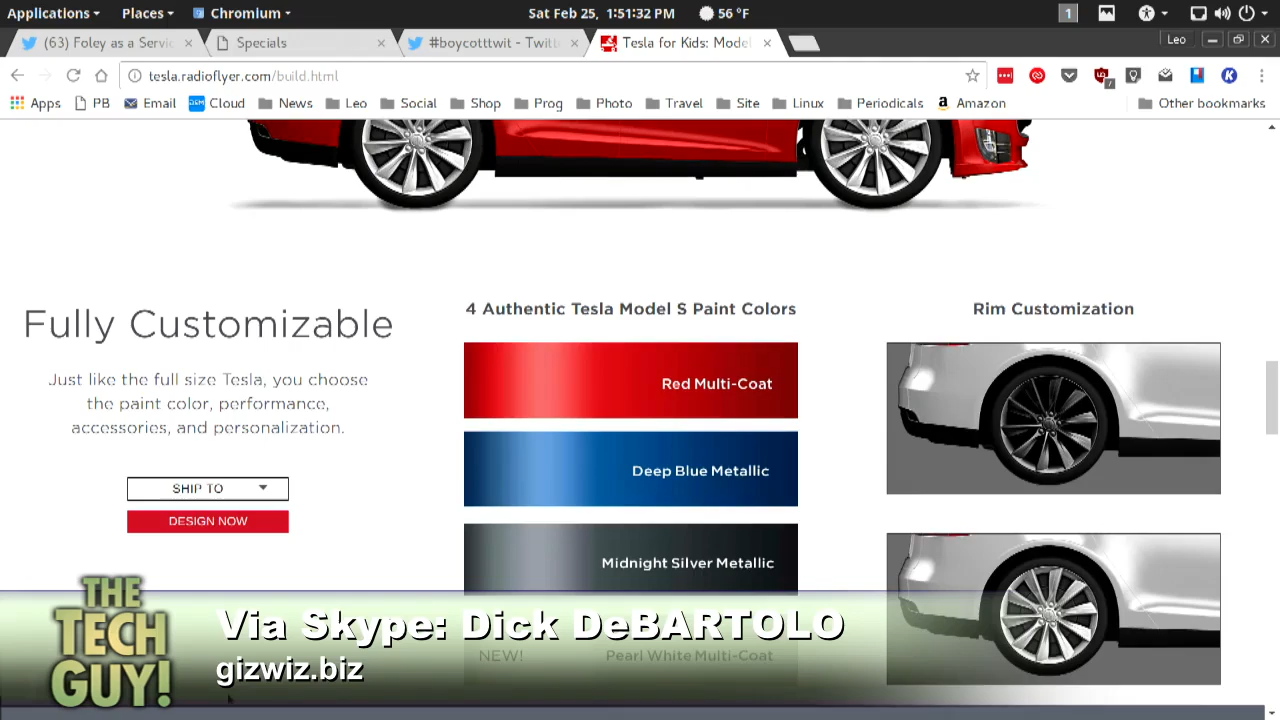 Applications Places Chromium Sat Feb 25, 1:51:32 PM 56 °F 1
(63) Foley as a Servic Specials #boycotttwit - Twitt Tesla for Kids: Model Leo
tesla.radioflyer.com/build.html
Apps PB Email Cloud News Leo Social Shop Prog Photo Travel Site Linux Periodicals Amazon Other bookmarks
4 Authentic Tesla Model S Paint Colors
Rim Customization
Fully Customizable
Just like the full size Tesla, you choose
the paint color, performance,
accessories, and personalization.
SHIP TO
DESIGN NOW
Red Multi-Coat
Deep Blue Metallic
Midnight Silver Metallic
NEW! Pearl White Multi-Coat
THE
TECH
GUY!
Via Skype: Dick DeBARTOLO
gizwiz.biz